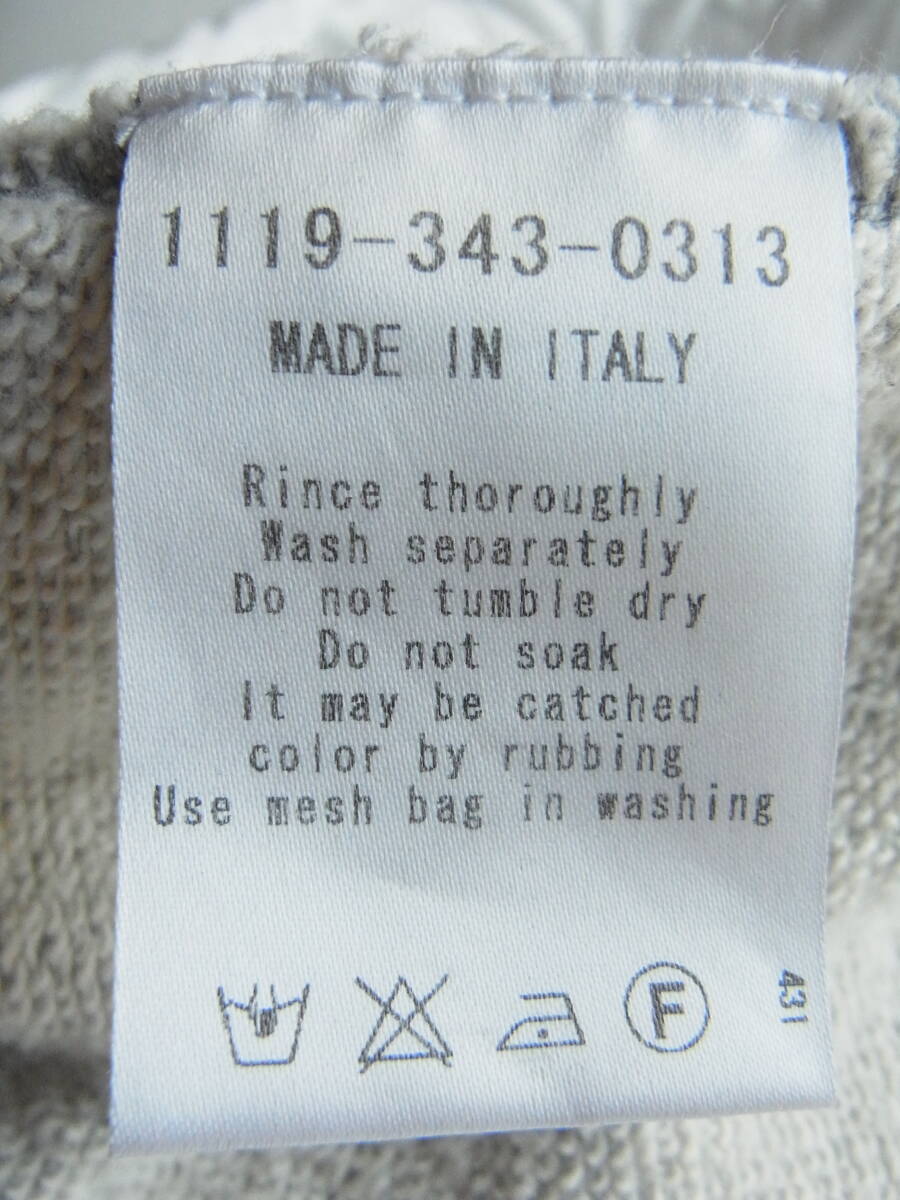 1119-343-0313
MADE IN ITALY
Rince thoroughly
Wash separately
Do not tumble dry
Do not soak
It may be catched
color by rubbing
Use mesh bag in washing
F
431